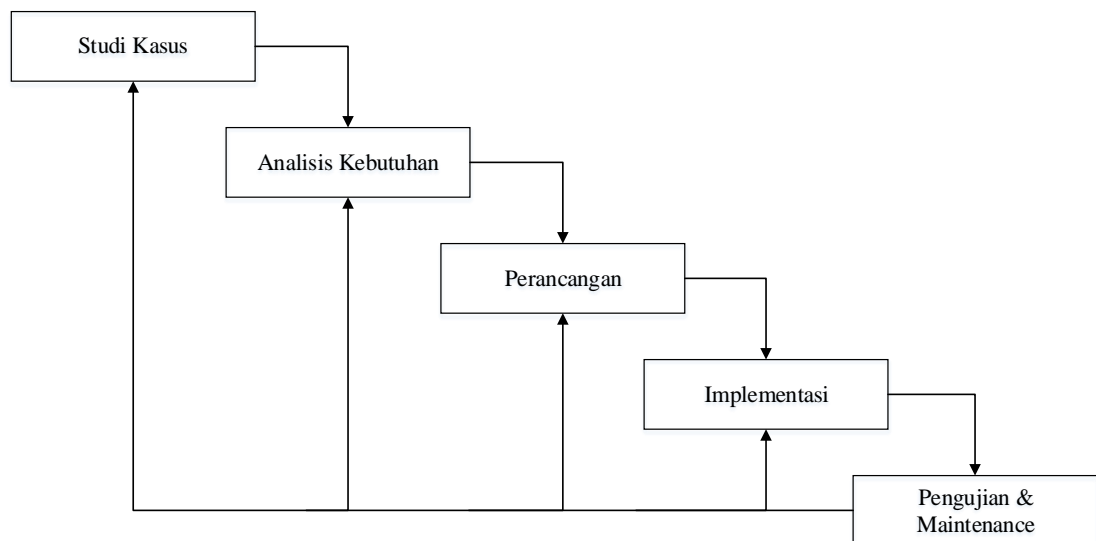 Studi Kasus
Analisis Kebutuhan
Perancangan
Implementasi
Pengujian &
Maintenance